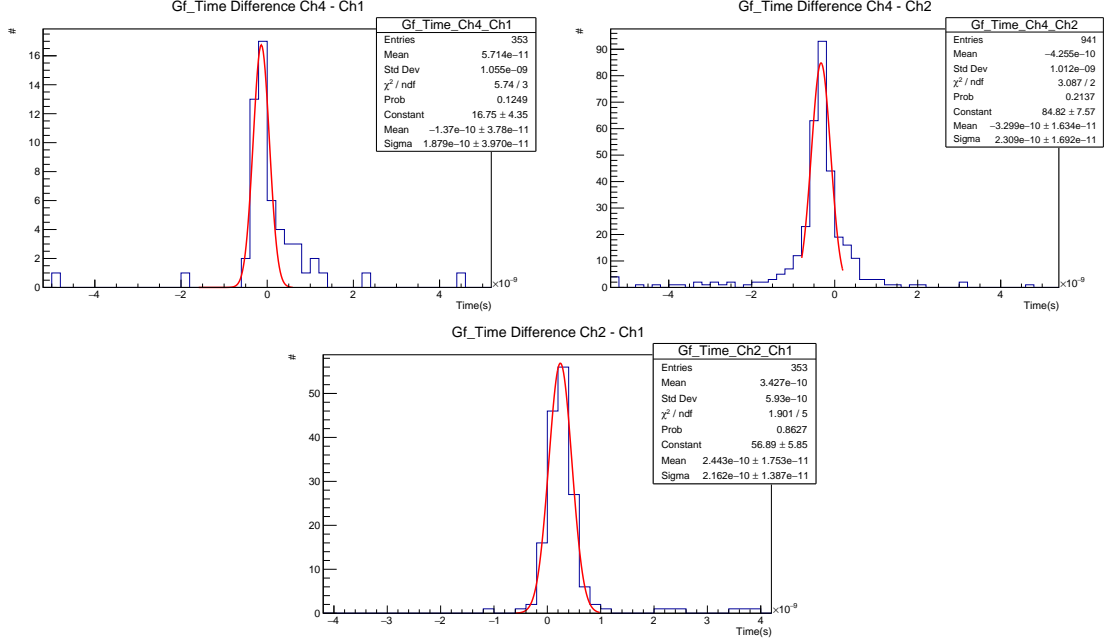 Gf_Time Difference Ch4 - Ch1
#
Gf_Time_Ch4_Ch1
Entries 353
Mean 5.714e−11
Std Dev 1.055e−09
χ² / ndf 5.74 / 3
Prob 0.1249
Constant 16.75 ± 4.35
Mean −1.37e−10 ± 3.78e−11
Sigma 1.879e−10 ± 3.970e−11
16
14
12
10
8
6
4
2
0
−4 −2 0 2 4
×10⁻⁹
Time(s)
Gf_Time Difference Ch4 - Ch2
#
Gf_Time_Ch4_Ch2
Entries 941
Mean −4.255e−10
Std Dev 1.012e−09
χ² / ndf 3.087 / 2
Prob 0.2137
Constant 84.82 ± 7.57
Mean −3.299e−10 ± 1.634e−11
Sigma 2.309e−10 ± 1.692e−11
90
80
70
60
50
40
30
20
10
0
−4 −2 0 2 4
×10⁻⁹
Time(s)
Gf_Time Difference Ch2 - Ch1
#
Gf_Time_Ch2_Ch1
Entries 353
Mean 3.427e−10
Std Dev 5.93e−10
χ² / ndf 1.901 / 5
Prob 0.8627
Constant 56.89 ± 5.85
Mean 2.443e−10 ± 1.753e−11
Sigma 2.162e−10 ± 1.387e−11
50
40
30
20
10
0
−4 −3 −2 −1 0 1 2 3 4
×10⁻⁹
Time(s)